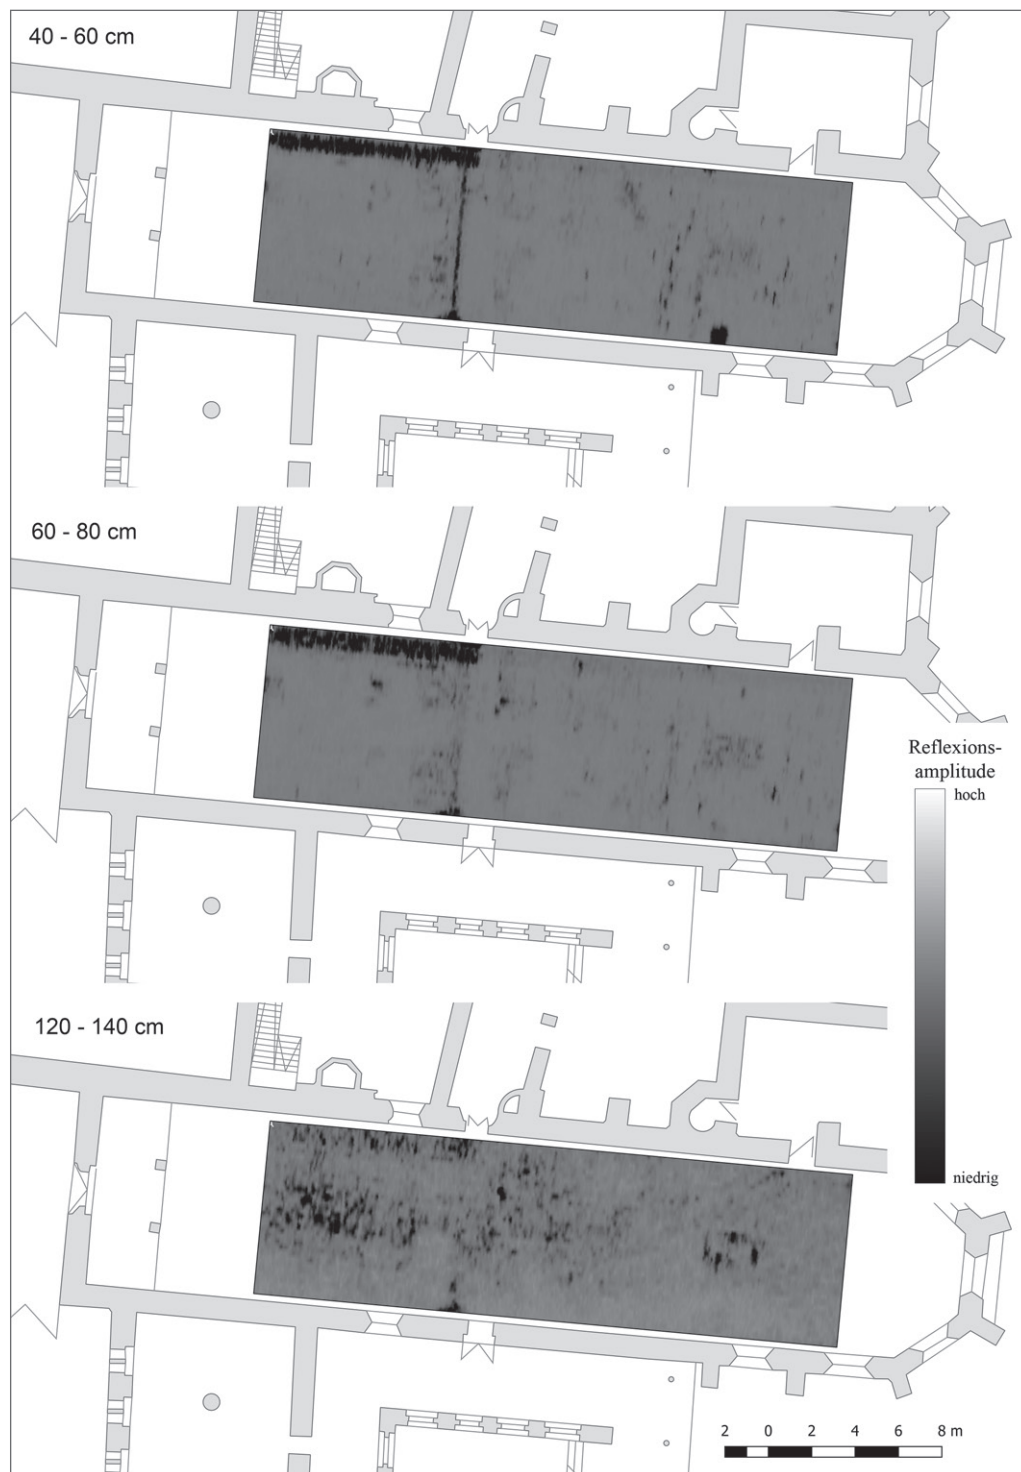 40 - 60 cm
60 - 80 cm
Reflexions-
amplitude
hoch
niedrig
120 - 140 cm
2 0 2 4 6 8 m